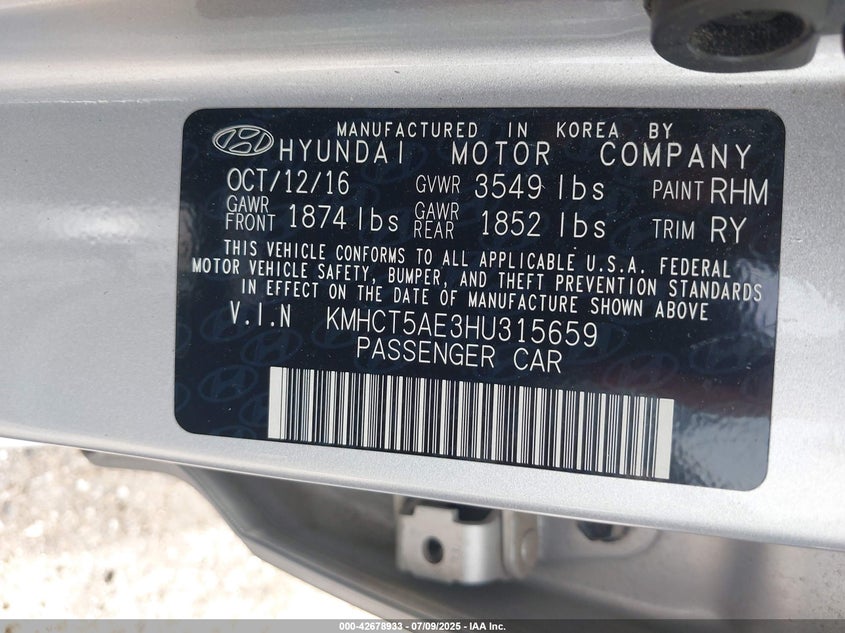 MANUFACTURED IN KOREA BY
HYUNDAI MOTOR COMPANY
OCT/12/16 GVWR 3549 lbs PAINT RHM
GAWR FRONT 1874 lbs GAWR REAR 1852 lbs TRIM RY
THIS VEHICLE CONFORMS TO ALL APPLICABLE U.S.A. FEDERAL
MOTOR VEHICLE SAFETY, BUMPER, AND THEFT PREVENTION STANDARDS
IN EFFECT ON THE DATE OF MANUFACTURE SHOWN ABOVE
V.I.N KMHCT5AE3HU315659
PASSENGER CAR
000-42678933 - 07/09/2025 - IAA Inc.